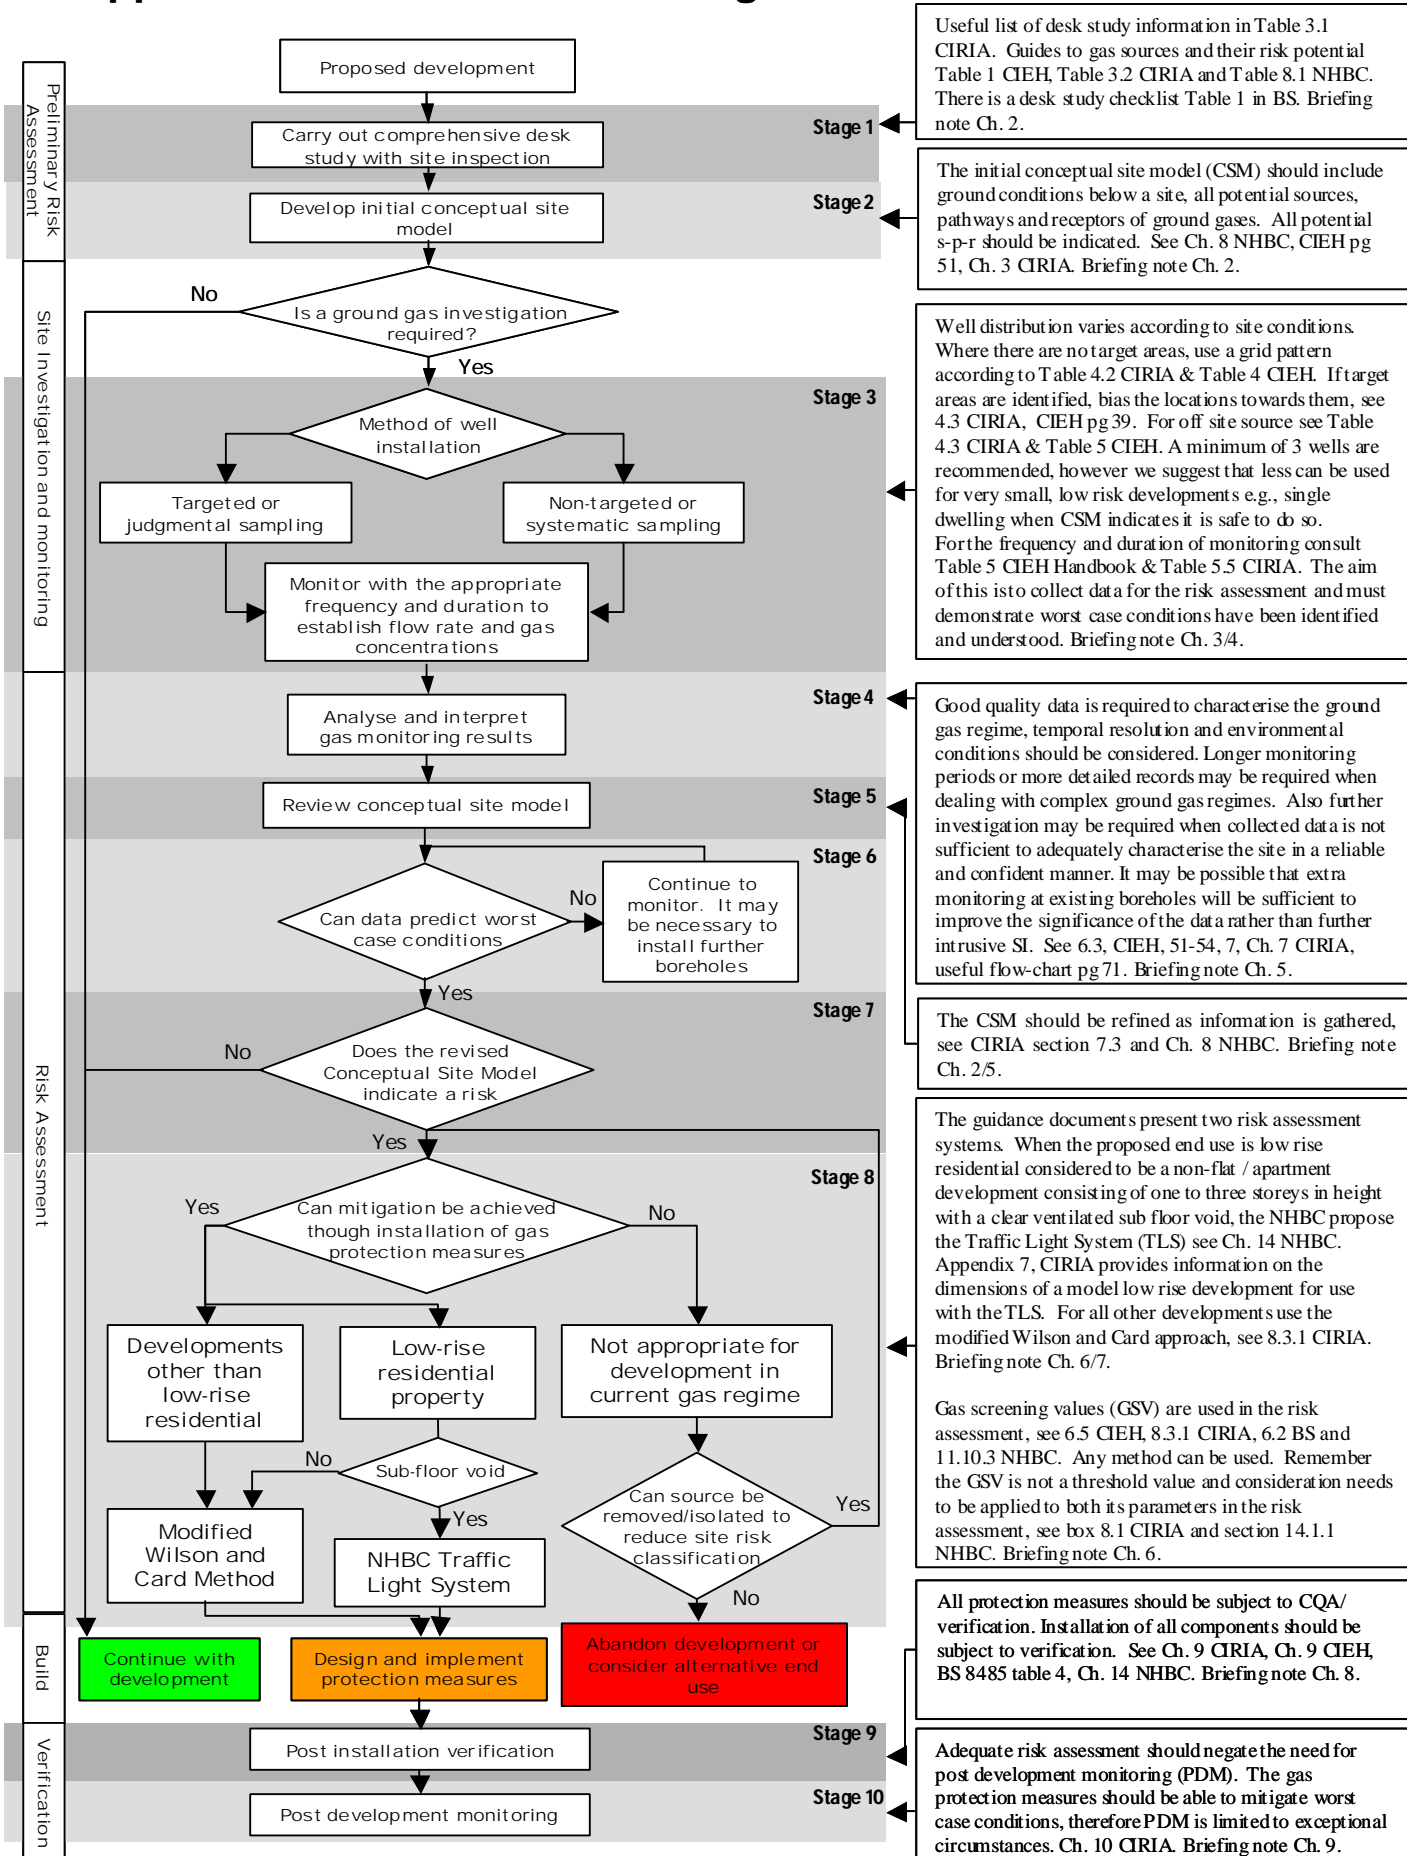 Proposed development
Preliminary Risk
Assessment
Stage 1
Carry out comprehensive desk
study with site inspection
Useful list of desk study information in Table 3.1
CIRIA. Guides to gas sources and their risk potential
Table 1 CIEH, Table 3.2 CIRIA and Table 8.1 NHBC.
There is a desk study checklist Table 1 in BS. Briefing
note Ch. 2.
Stage 2
Develop initial conceptual site
model
The initial conceptual site model (CSM) should include
ground conditions below a site, all potential sources,
pathways and receptors of ground gases. All potential
s-p-r should be indicated. See Ch. 8 NHBC, CIEH pg
51, Ch. 3 CIRIA. Briefing note Ch. 2.
Site Investigation and monitoring
No
Is a ground gas investigation
required?
Yes
Stage 3
Method of well
installation
Targeted or
judgmental sampling
Non-targeted or
systematic sampling
Monitor with the appropriate
frequency and duration to
establish flow rate and gas
concentrations
Well distribution varies according to site conditions.
Where there are no target areas, use a grid pattern
according to Table 4.2 CIRIA & Table 4 CIEH. If target
areas are identified, bias the locations towards them, see
4.3 CIRIA, CIEH pg 39. For off site source see Table
4.3 CIRIA & Table 5 CIEH. A minimum of 3 wells are
recommended, however we suggest that less can be used
for very small, low risk developments e.g., single
dwelling when CSM indicates it is safe to do so.
For the frequency and duration of monitoring consult
Table 5 CIEH Handbook & Table 5.5 CIRIA. The aim
of this is to collect data for the risk assessment and must
demonstrate worst case conditions have been identified
and understood. Briefing note Ch. 3/4.
Risk Assessment
Stage 4
Analyse and interpret
gas monitoring results
Good quality data is required to characterise the ground
gas regime, temporal resolution and environmental
conditions should be considered. Longer monitoring
periods or more detailed records may be required when
dealing with complex ground gas regimes. Also further
investigation may be required when collected data is not
sufficient to adequately characterise the site in a reliable
and confident manner. It may be possible that extra
monitoring at existing boreholes will be sufficient to
improve the significance of the data rather than further
intrusive SI. See 6.3, CIEH, 51-54, 7, Ch. 7 CIRIA,
useful flow-chart pg 71. Briefing note Ch. 5.
Stage 5
Review conceptual site model
Stage 6
Can data predict worst
case conditions
No
Continue to
monitor. It may
be necessary to
install further
boreholes
Yes
Stage 7
No
Does the revised
Conceptual Site Model
indicate a risk
The CSM should be refined as information is gathered,
see CIRIA section 7.3 and Ch. 8 NHBC. Briefing note
Ch. 2/5.
Yes
Stage 8
Yes
Can mitigation be achieved
though installation of gas
protection measures
No
Developments
other than
low-rise
residential
Low-rise
residential
property
Not appropriate for
development in
current gas regime
No
Sub-floor void
Yes
Modified
Wilson and
Card Method
NHBC Traffic
Light System
Can source be
removed/isolated to
reduce site risk
classification
Yes
No
The guidance documents present two risk assessment
systems. When the proposed end use is low rise
residential considered to be a non-flat / apartment
development consisting of one to three storeys in height
with a clear ventilated sub floor void, the NHBC propose
the Traffic Light System (TLS) see Ch. 14 NHBC.
Appendix 7, CIRIA provides information on the
dimensions of a model low rise development for use
with the TLS. For all other developments use the
modified Wilson and Card approach, see 8.3.1 CIRIA.
Briefing note Ch. 6/7.
Gas screening values (GSV) are used in the risk
assessment, see 6.5 CIEH, 8.3.1 CIRIA, 6.2 BS and
11.10.3 NHBC. Any method can be used. Remember
the GSV is not a threshold value and consideration needs
to be applied to both its parameters in the risk
assessment, see box 8.1 CIRIA and section 14.1.1
NHBC. Briefing note Ch. 6.
Build
Continue with
development
Design and implement
protection measures
Abandon development or
consider alternative end
use
All protection measures should be subject to CQA/
verification. Installation of all components should be
subject to verification. See Ch. 9 CIRIA, Ch. 9 CIEH,
BS 8485 table 4, Ch. 14 NHBC. Briefing note Ch. 8.
Verification
Stage 9
Post installation verification
Stage 10
Post development monitoring
Adequate risk assessment should negate the need for
post development monitoring (PDM). The gas
protection measures should be able to mitigate worst
case conditions, therefore PDM is limited to exceptional
circumstances. Ch. 10 CIRIA. Briefing note Ch. 9.